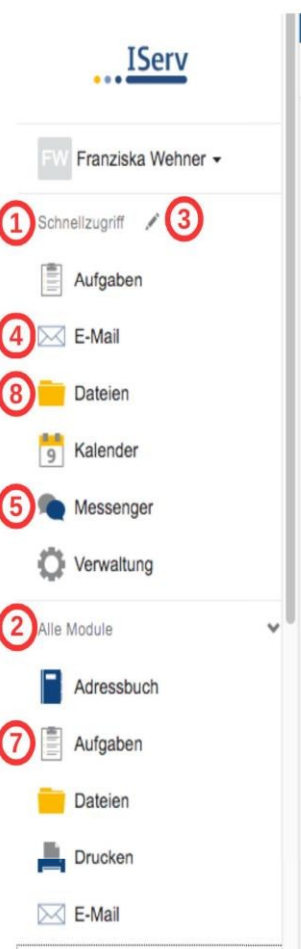 IServ
FW Franziska Wehner
1 Schnellzugriff 3
Aufgaben
4 E-Mail
8 Dateien
9 Kalender
5 Messenger
Verwaltung
2 Alle Module
Adressbuch
7 Aufgaben
Dateien
Drucken
E-Mail